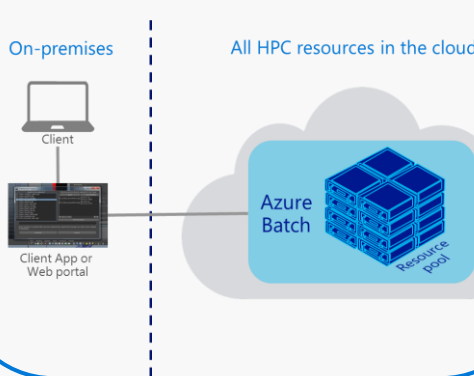 On-premises
All HPC resources in the cloud
Client
Client App or
Web portal
Azure
Batch
Resource
pool